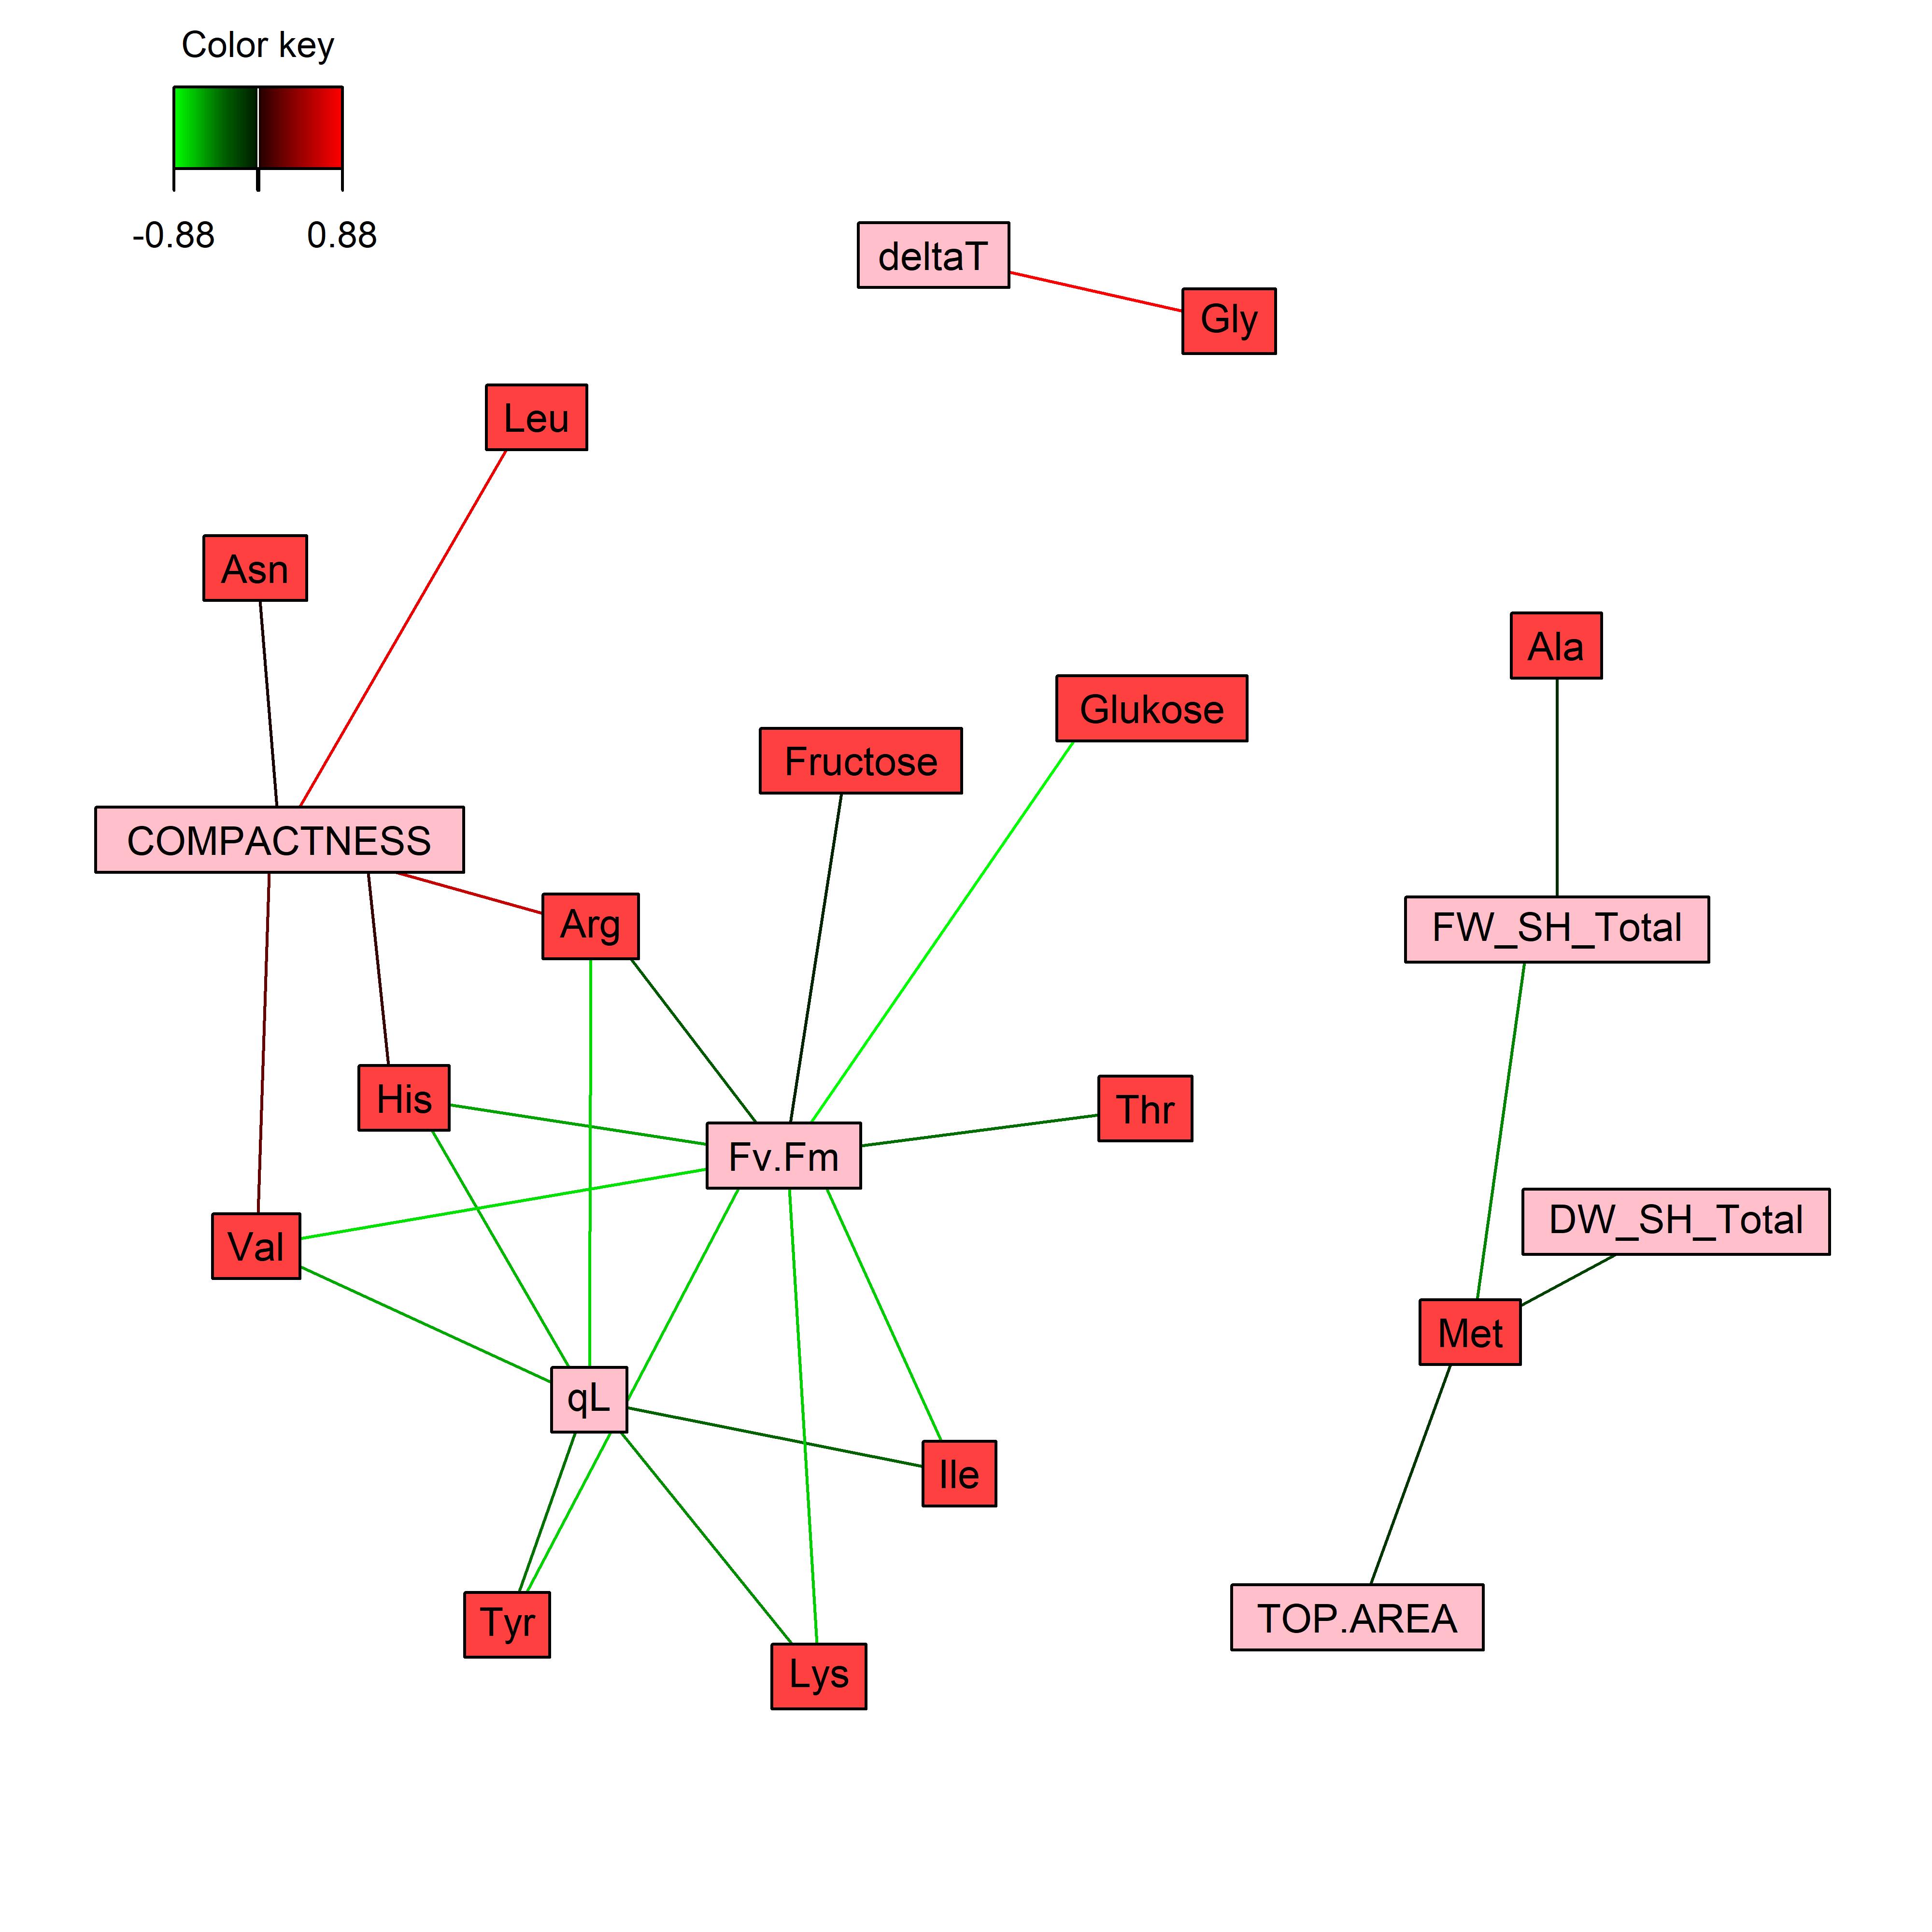 Color key
-0.88 0.88
deltaT
Gly
Leu
Asn
Ala
Glukose
Fructose
COMPACTNESS
Arg
FW_SH_Total
His
Thr
Fv.Fm
DW_SH_Total
Val
Met
qL
Ile
Tyr
TOP.AREA
Lys